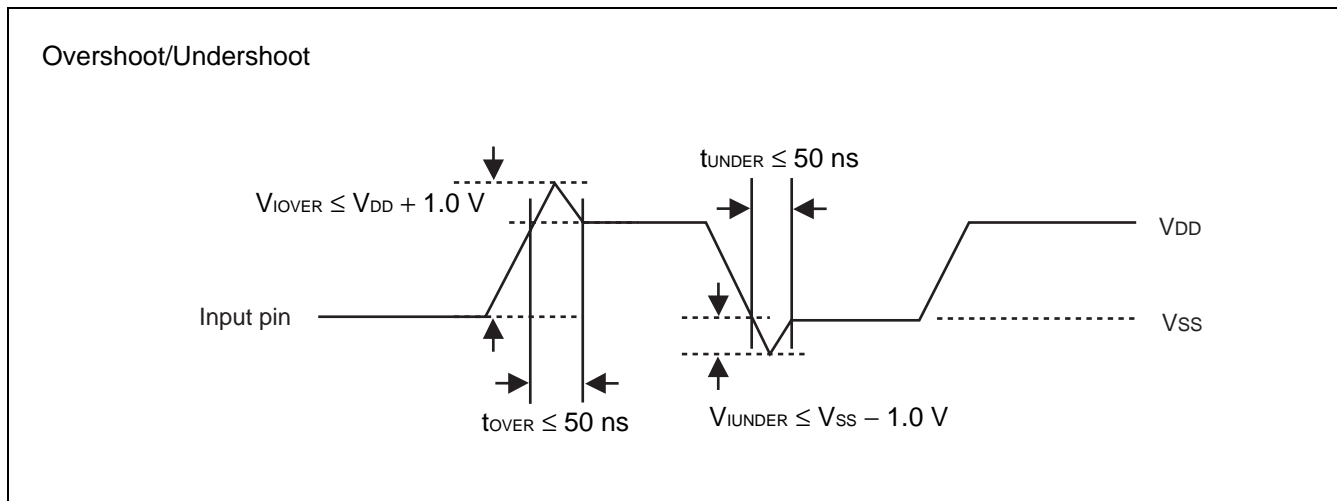 Overshoot/Undershoot
tUNDER ≤ 50 ns
VIOVER ≤ VDD + 1.0 V
VDD
Input pin
VSS
tOVER ≤ 50 ns
VIUNDER ≤ VSS − 1.0 V